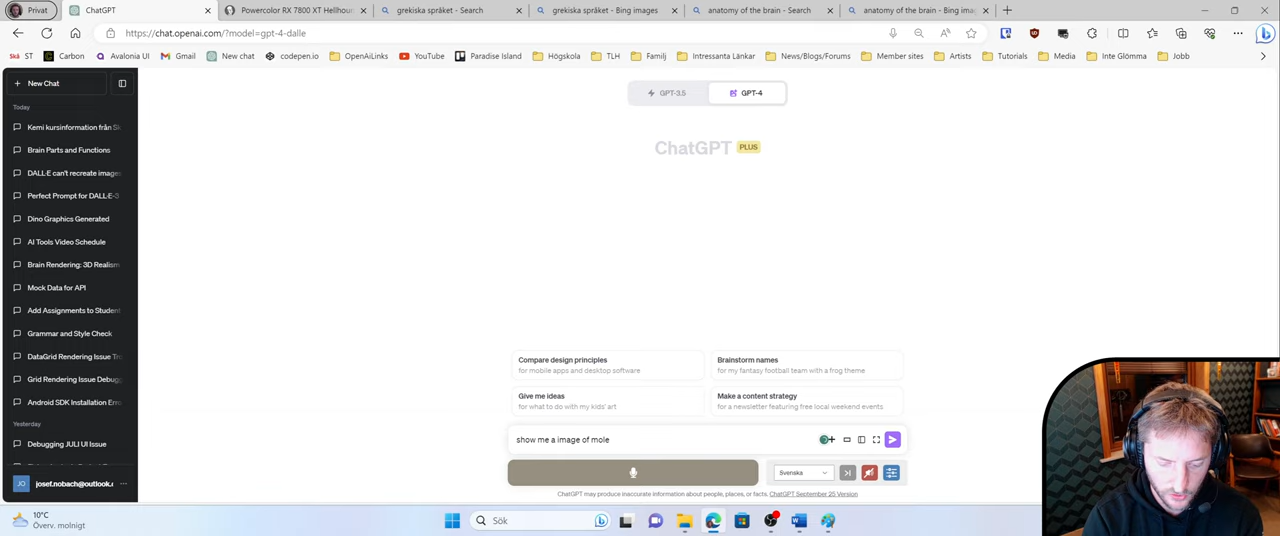 Privat
ChatGPT
Powercolor RX 7800 XT Hellhou
grekiska språket - Search
grekiska språket - Bing images
anatomy of the brain - Search
anatomy of the brain - Bing ima
https://chat.openai.com/?model=gpt-4-dalle
ST
Carbon
Avalonia UI
Gmail
New chat
codepen.io
OpenAiLinks
YouTube
Paradise Island
Högskola
TLH
Familj
Intressanta Länkar
News/Blogs/Forums
Member sites
Artists
Tutorials
Media
Inte Glömma
Jobb
New Chat
GPT-3.5
GPT-4
Today
Kemi kursinformation från Sk
Brain Parts and Functions
DALL·E can't recreate images
Perfect Prompt for DALL·E-3
Dino Graphics Generated
AI Tools Video Schedule
Brain Rendering: 3D Realism
Mock Data for API
Add Assignments to Student
Grammar and Style Check
DataGrid Rendering Issue Tr
Grid Rendering Issue Debug
Android SDK Installation Erro
Yesterday
Debugging JULI UI Issue
JO
josef.nobach@outlook.c
ChatGPT PLUS
Compare design principles
for mobile apps and desktop software
Brainstorm names
for my fantasy football team with a frog theme
Give me ideas
for what to do with my kids' art
Make a content strategy
for a newsletter featuring free local weekend events
show me a image of mole
Svenska
ChatGPT may produce inaccurate information about people, places, or facts. ChatGPT September 25 Version
10°C
Överv. molnigt
Sök